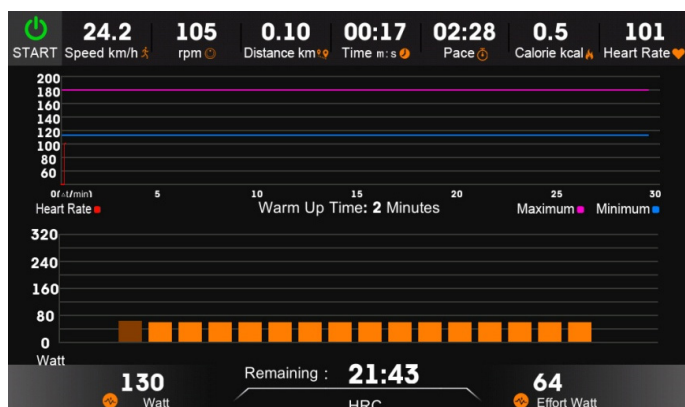 24.2 105 0.10 00:17 02:28 0.5 101
START Speed km/h rpm Distance km Time m:s Pace Calorie kcal Heart Rate
200
180
160
140
120
100
80
60
0(△t/min) 5 10 15 20 25 30
Heart Rate Warm Up Time: 2 Minutes Maximum Minimum
320
240
160
80
0
Watt
130 Remaining : 21:43 64
Watt HRC Effort Watt